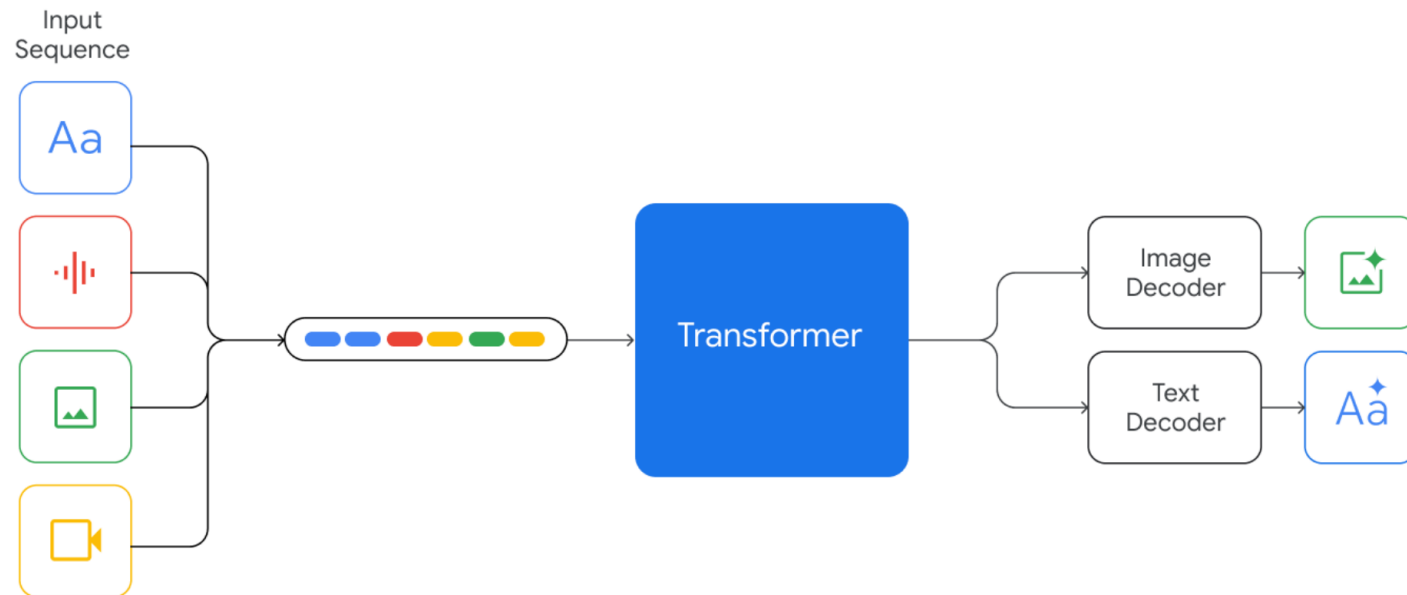 Input
Sequence
Aa
Transformer
Image
Decoder
Text
Decoder
Aa